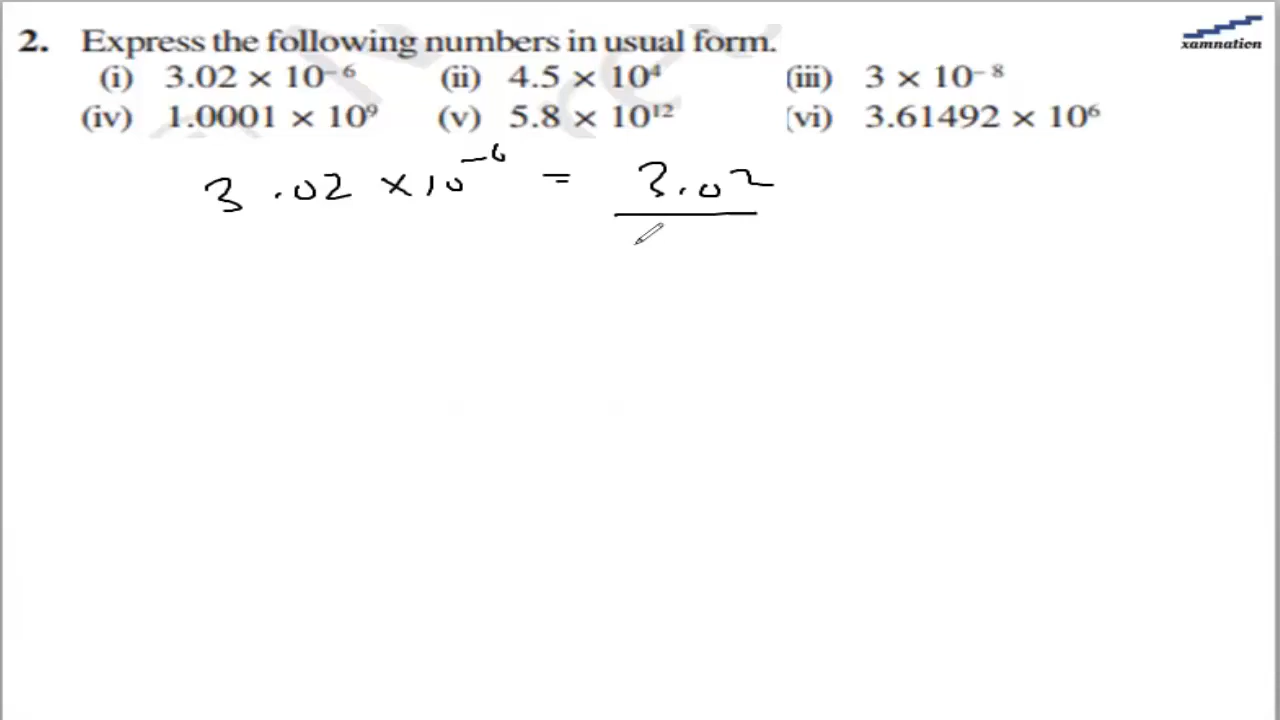 xamnation
2. Express the following numbers in usual form.
(i) 3.02 × 10⁻⁶ (ii) 4.5 × 10⁴ (iii) 3 × 10⁻⁸
(iv) 1.0001 × 10⁹ (v) 5.8 × 10¹² (vi) 3.61492 × 10⁶
3.02 × 10⁻⁶ = 3.02